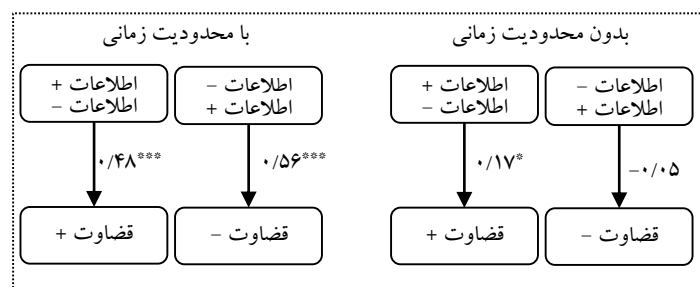 بدون محدودیت زمانی
با محدودیت زمانی
اطلاعات –
اطلاعات +
اطلاعات +
اطلاعات –
اطلاعات –
اطلاعات +
اطلاعات +
اطلاعات –
–۰/۰۵
۰/۱۷*
۰/۵۶***
۰/۴۸***
قضاوت –
قضاوت +
قضاوت –
قضاوت +